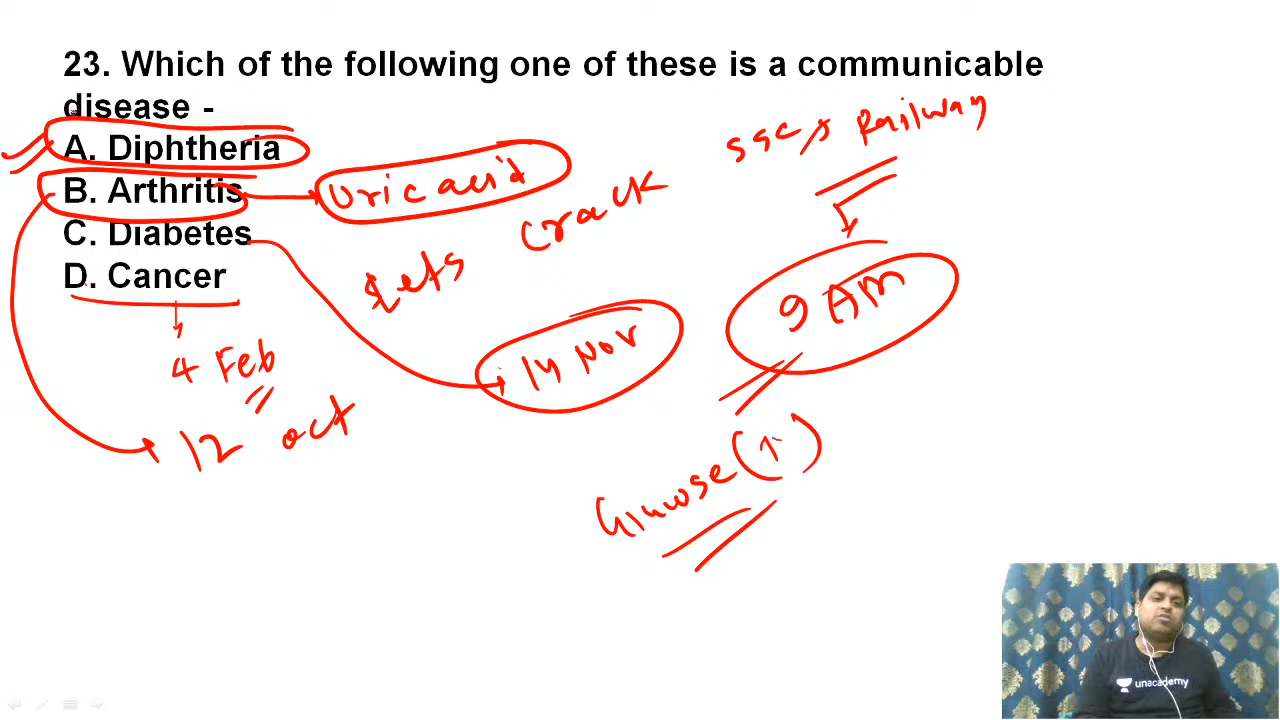 23. Which of the following one of these is a communicable
disease -
A. Diphtheria
B. Arthritis
C. Diabetes
D. Cancer
Uric acid
Lets crack
SSC, Railway
9 AM
14 Nov
4 Feb
12 oct
Glucose (↑)
unacademy